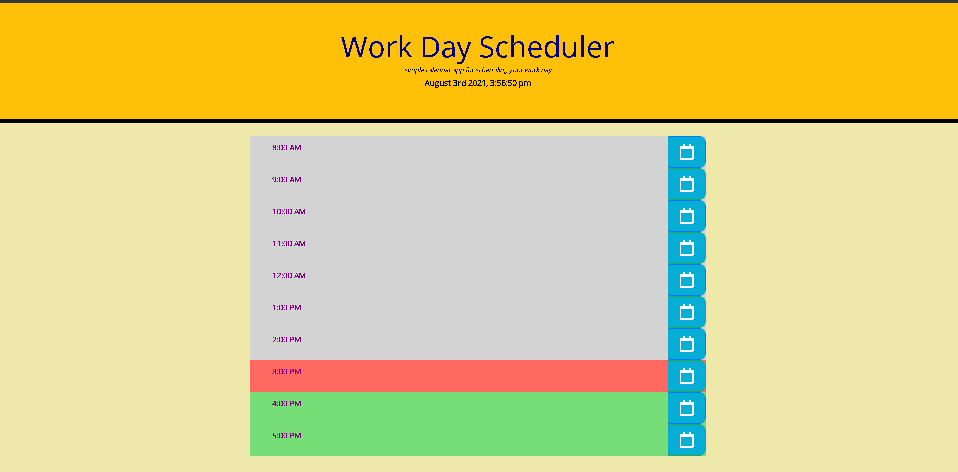 Work Day Scheduler
simple calendar app for scheduling your work day
August 3rd 2021, 3:56:50 pm
8:00 AM
9:00 AM
10:00 AM
11:00 AM
12:00 AM
1:00 PM
2:00 PM
3:00 PM
4:00 PM
5:00 PM